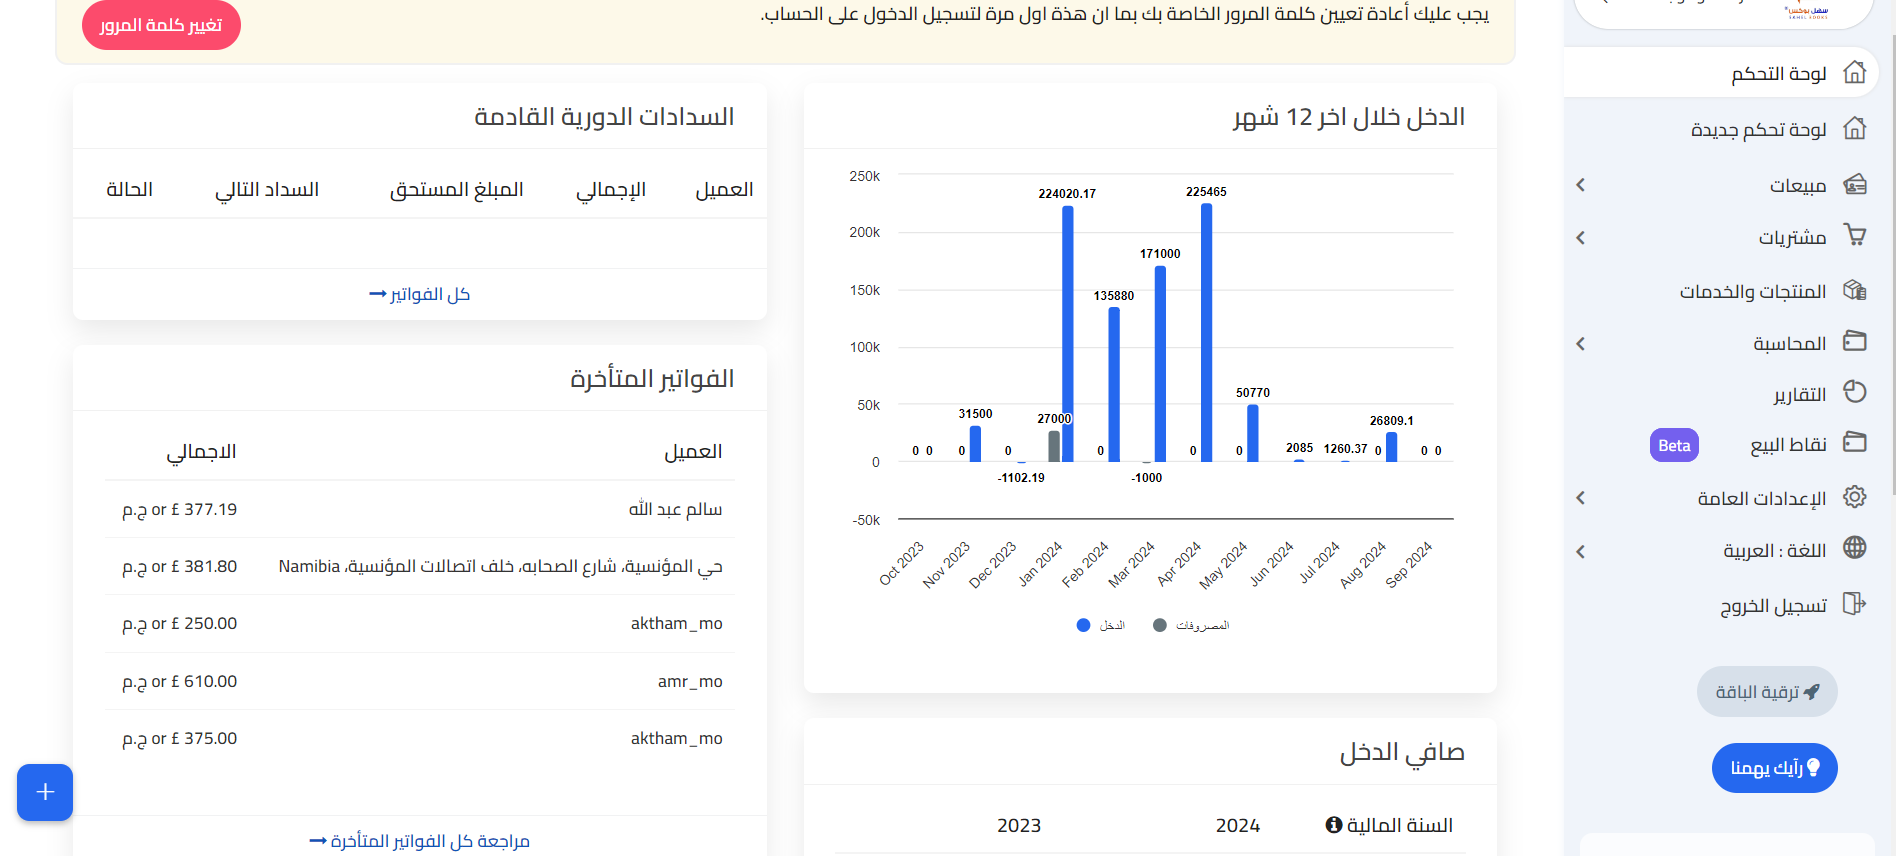 سهل بوكس
SAHEL BOOKS
لوحة التحكم
لوحة تحكم جديدة
مبيعات
مشتريات
المنتجات والخدمات
المحاسبة
التقارير
نقاط البيع Beta
الإعدادات العامة
اللغة : العربية
تسجيل الخروج
ترقية الباقة
رأيك يهمنا
يجب عليك أعادة تعيين كلمة المرور الخاصة بك بما ان هذة اول مرة لتسجيل الدخول على الحساب.
تغيير كلمة المرور
الدخل خلال اخر 12 شهر
250k
200k
150k
100k
50k
0
-50k
0 0
0 31500
0 -1102.19
27000 224020.17
0 135880
-1000 171000
0 225465
0 50770
2085
1260.37
0 26809.1
0 0
Oct 2023
Nov 2023
Dec 2023
Jan 2024
Feb 2024
Mar 2024
Apr 2024
May 2024
Jun 2024
Jul 2024
Aug 2024
Sep 2024
المصروفات
الدخل
صافي الدخل
السنة المالية 2024 2023
السدادات الدورية القادمة
العميل الإجمالي المبلغ المستحق السداد التالي الحالة
كل الفواتير
الفواتير المتأخرة
العميل الاجمالي
سالم عبد الله 377.19 £ or ج.م
حي المؤنسية، شارع الصحابه، خلف اتصالات المؤنسية، Namibia 381.80 £ or ج.م
aktham_mo 250.00 £ or ج.م
amr_mo 610.00 £ or ج.م
aktham_mo 375.00 £ or ج.م
مراجعة كل الفواتير المتأخرة